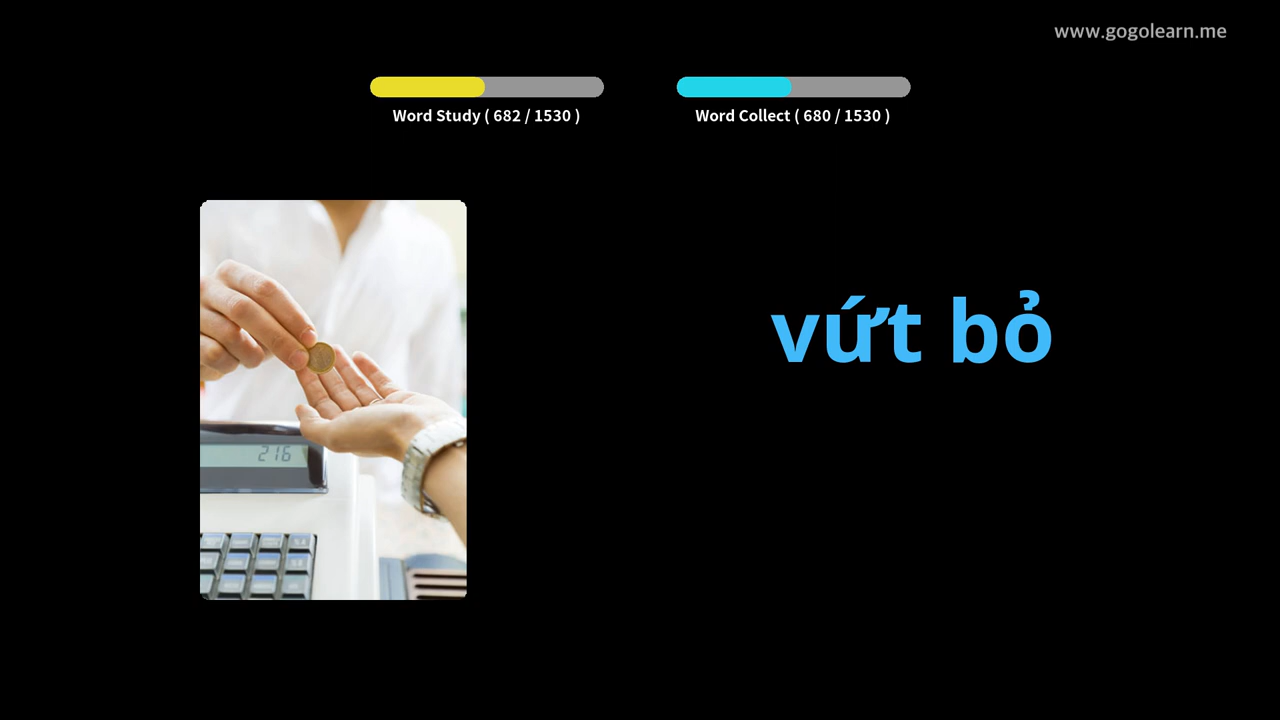 www.gogolearn.me
Word Study ( 682 / 1530 )
Word Collect ( 680 / 1530 )
216
vứt bỏ